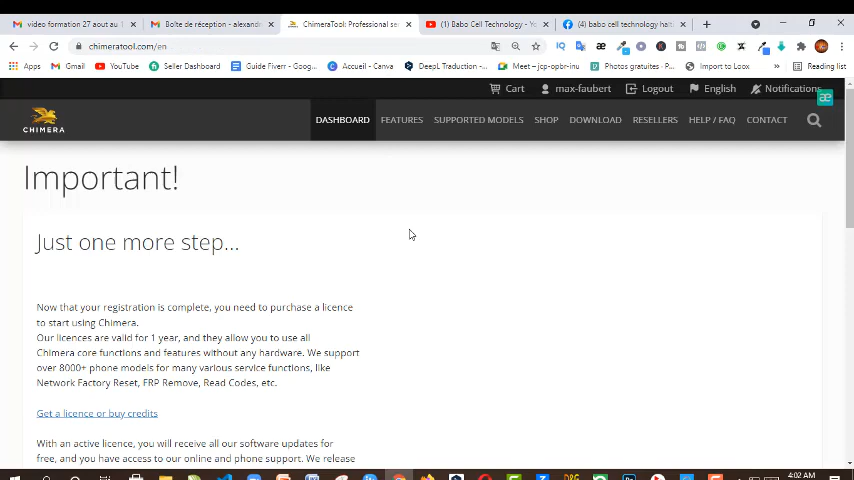 video formation 27 aout au 1
Boîte de réception - alexandr
ChimeraTool: Professional se
(1) Babo Cell Technology - You
(4) babo cell technology hait
chimeratool.com/en
Apps
Gmail
YouTube
Seller Dashboard
Guide Fiverr - Goog...
Accueil - Canva
DeepL Traduction -...
Meet – jcp-opbr-inu
Photos gratuites · P...
Import to Loox
»
Reading list
Cart
max-faubert
Logout
English
Notifications
CHIMERA
DASHBOARD
FEATURES
SUPPORTED MODELS
SHOP
DOWNLOAD
RESELLERS
HELP / FAQ
CONTACT
Important!
Just one more step...
Now that your registration is complete, you need to purchase a licence
to start using Chimera.
Our licences are valid for 1 year, and they allow you to use all
Chimera core functions and features without any hardware. We support
over 8000+ phone models for many various service functions, like
Network Factory Reset, FRP Remove, Read Codes, etc.
Get a licence or buy credits
With an active licence, you will receive all our software updates for
free, and you have access to our online and phone support. We release
4:02 AM